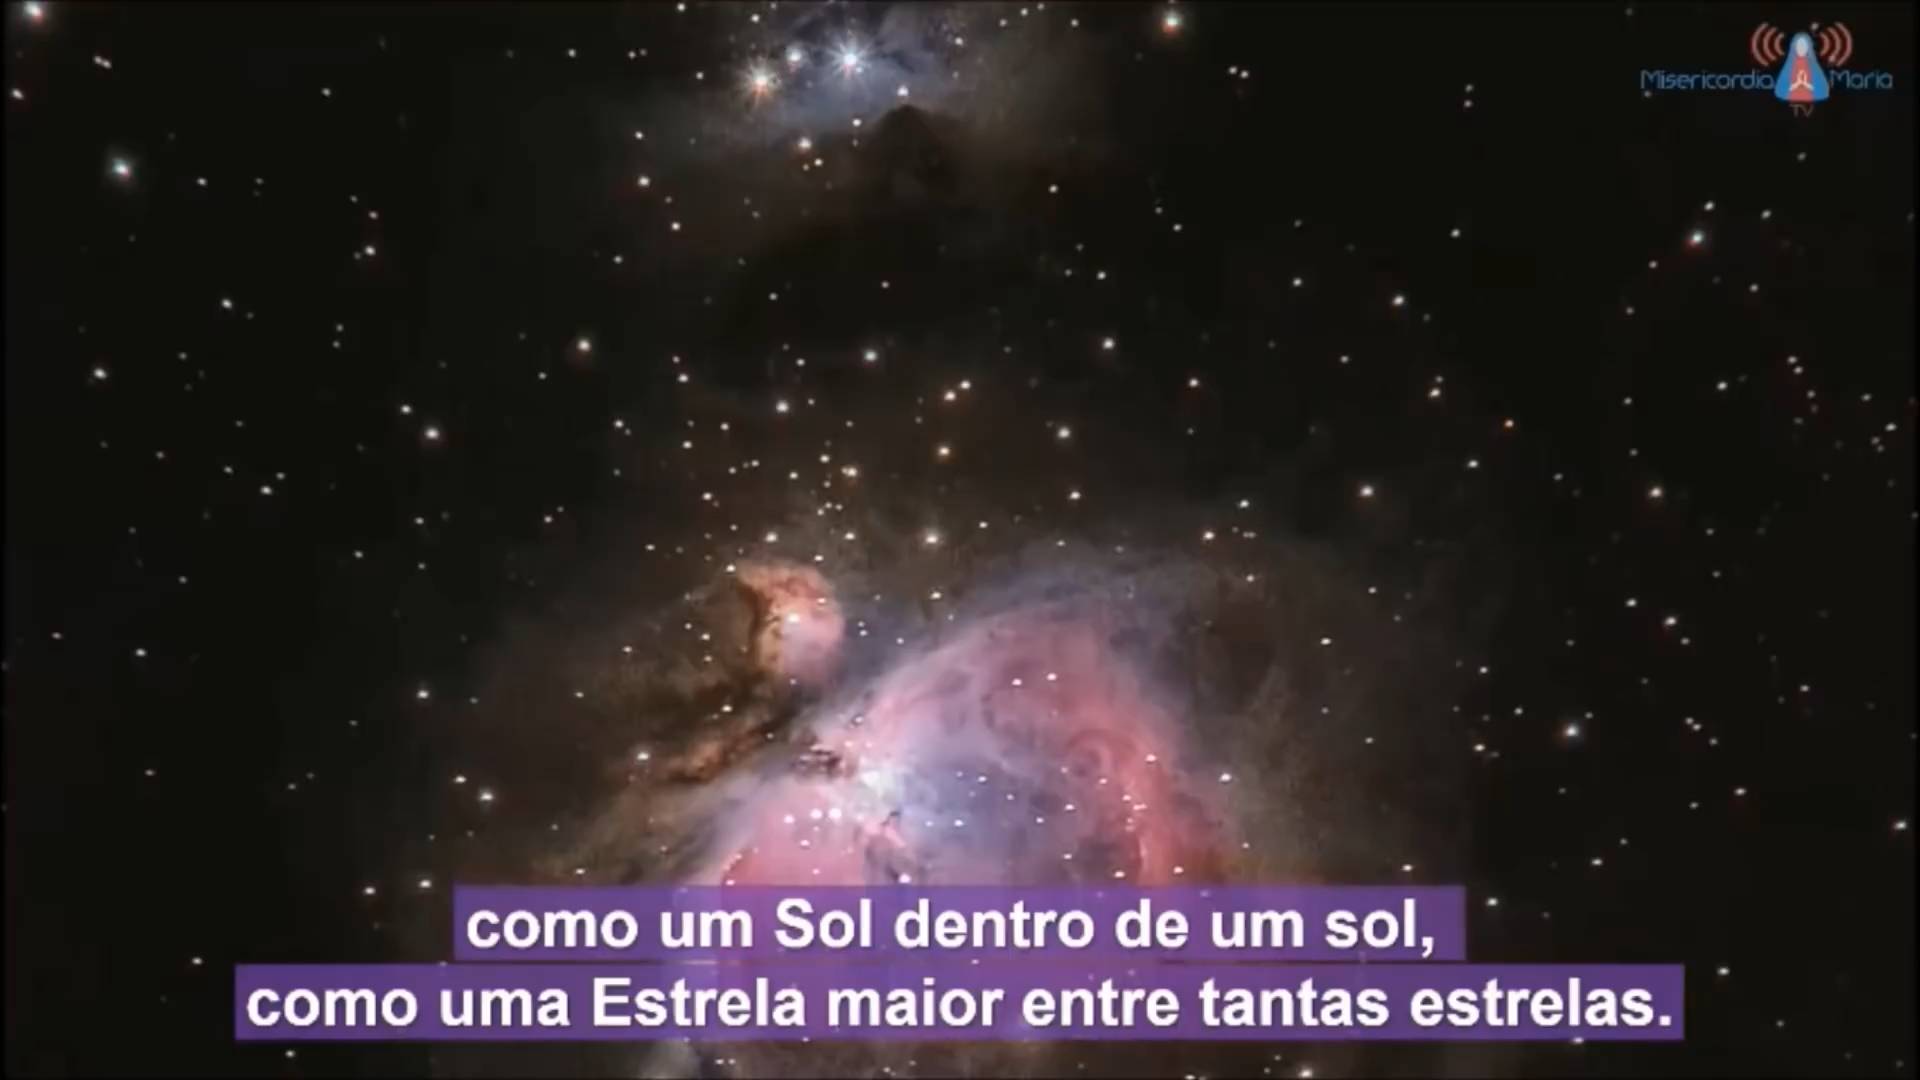 Misericordia Maria
TV
como um Sol dentro de um sol,
como uma Estrela maior entre tantas estrelas.